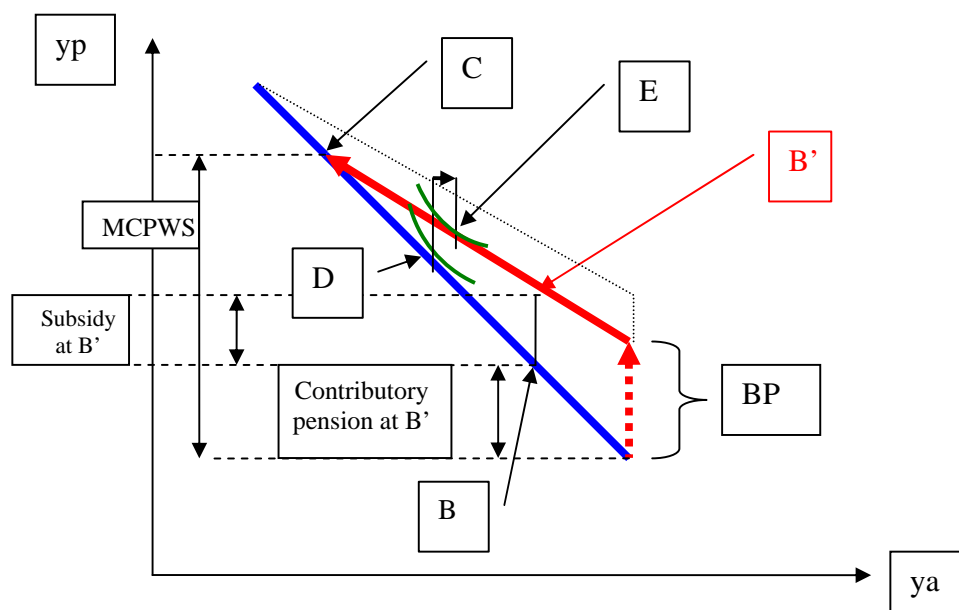 yp
C
E
B’
MCPWS
D
Subsidy
at B’
Contributory
pension at B’
BP
B
ya